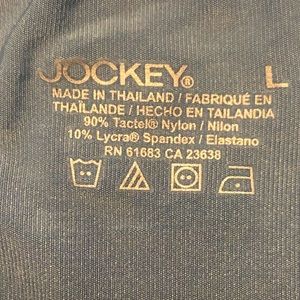 JOCKEY® L
MADE IN THAILAND / FABRIQUÉ EN
THAÏLANDE / HECHO EN TAILANDIA
90% Tactel® Nylon / Nilon
10% Lycra® Spandex / Elastano
RN 61683 CA 23638